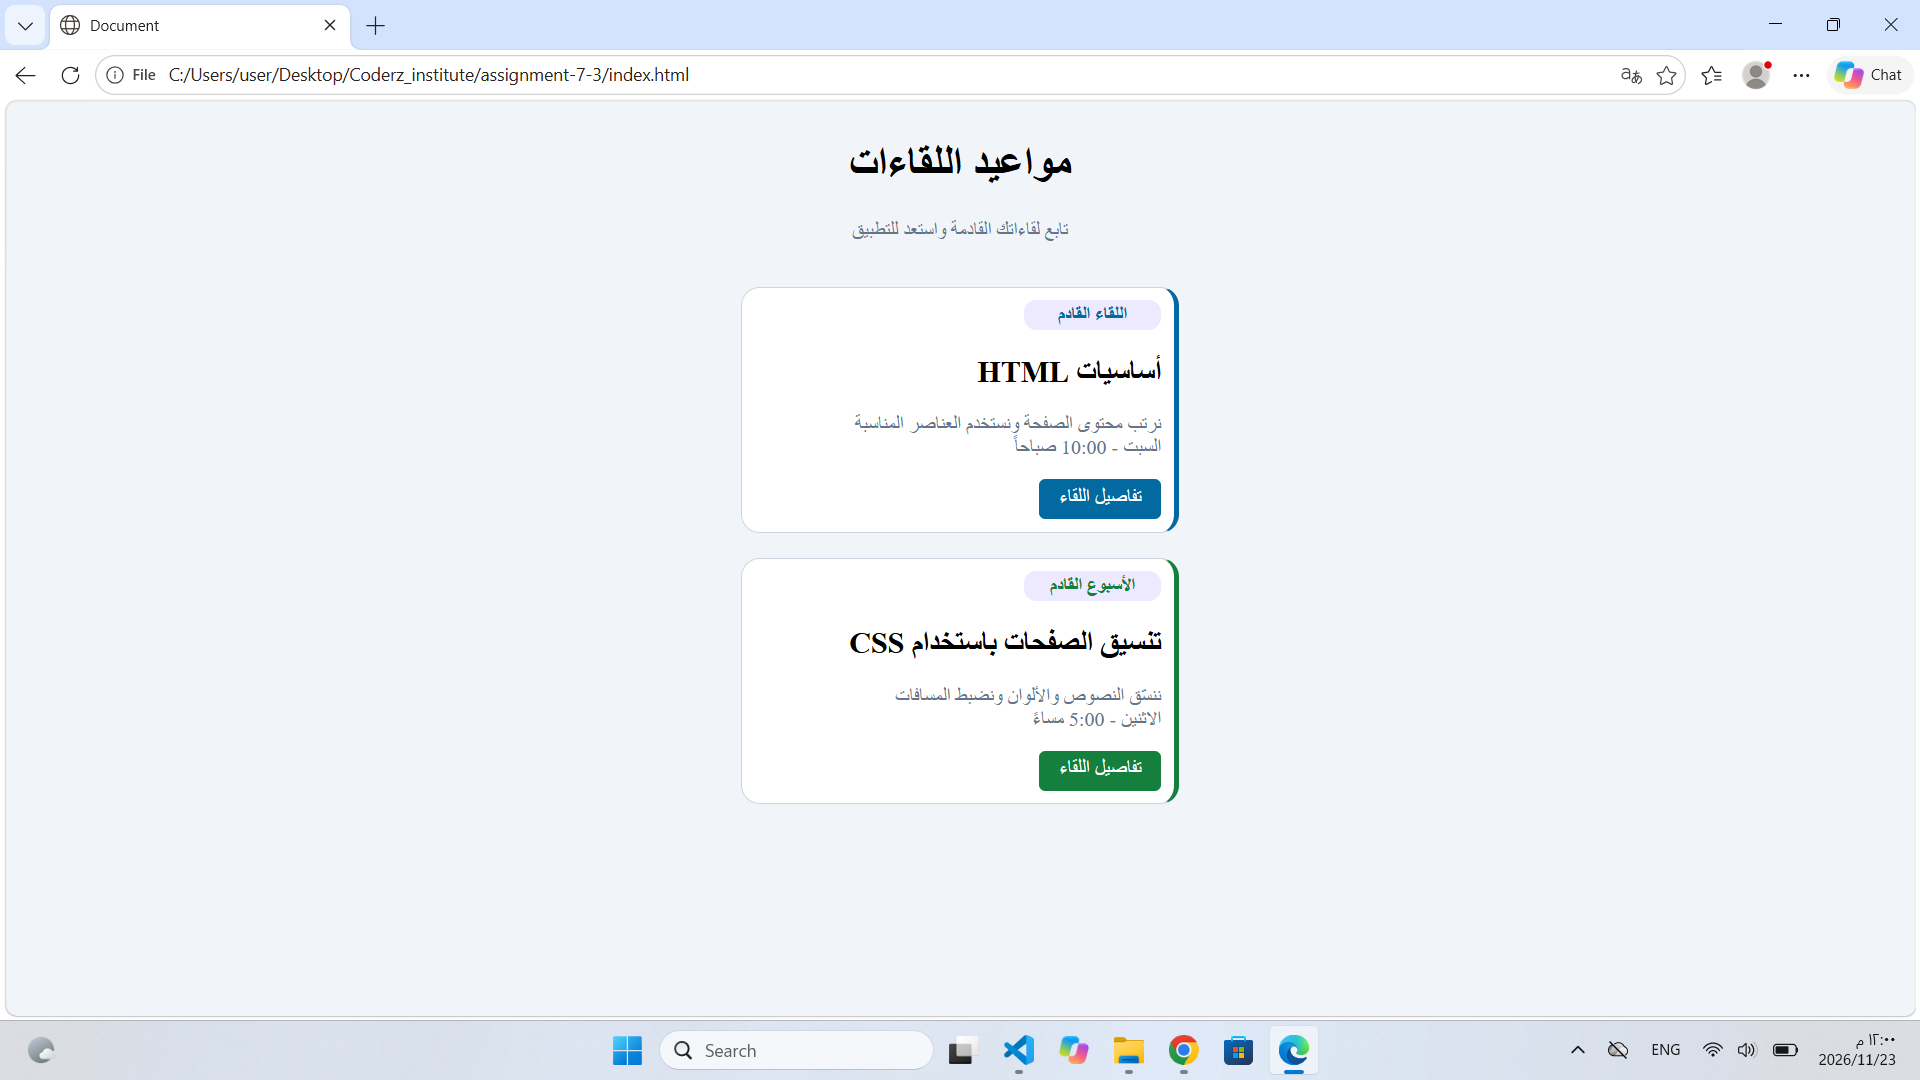 Document
File C:/Users/user/Desktop/Coderz_institute/assignment-7-3/index.html
Chat
مواعيد اللقاءات
تابع لقاءاتك القادمة واستعد للتطبيق
اللقاء القادم
أساسيات HTML
نرتب محتوى الصفحة ونستخدم العناصر المناسبة
السبت - 10:00 صباحاً
تفاصيل اللقاء
الأسبوع القادم
تنسيق الصفحات باستخدام CSS
ننسّق النصوص والألوان ونضبط المسافات
الاثنين - 5:00 مساءً
تفاصيل اللقاء
Search
ENG
١٢:٠٠ م
2026/11/23